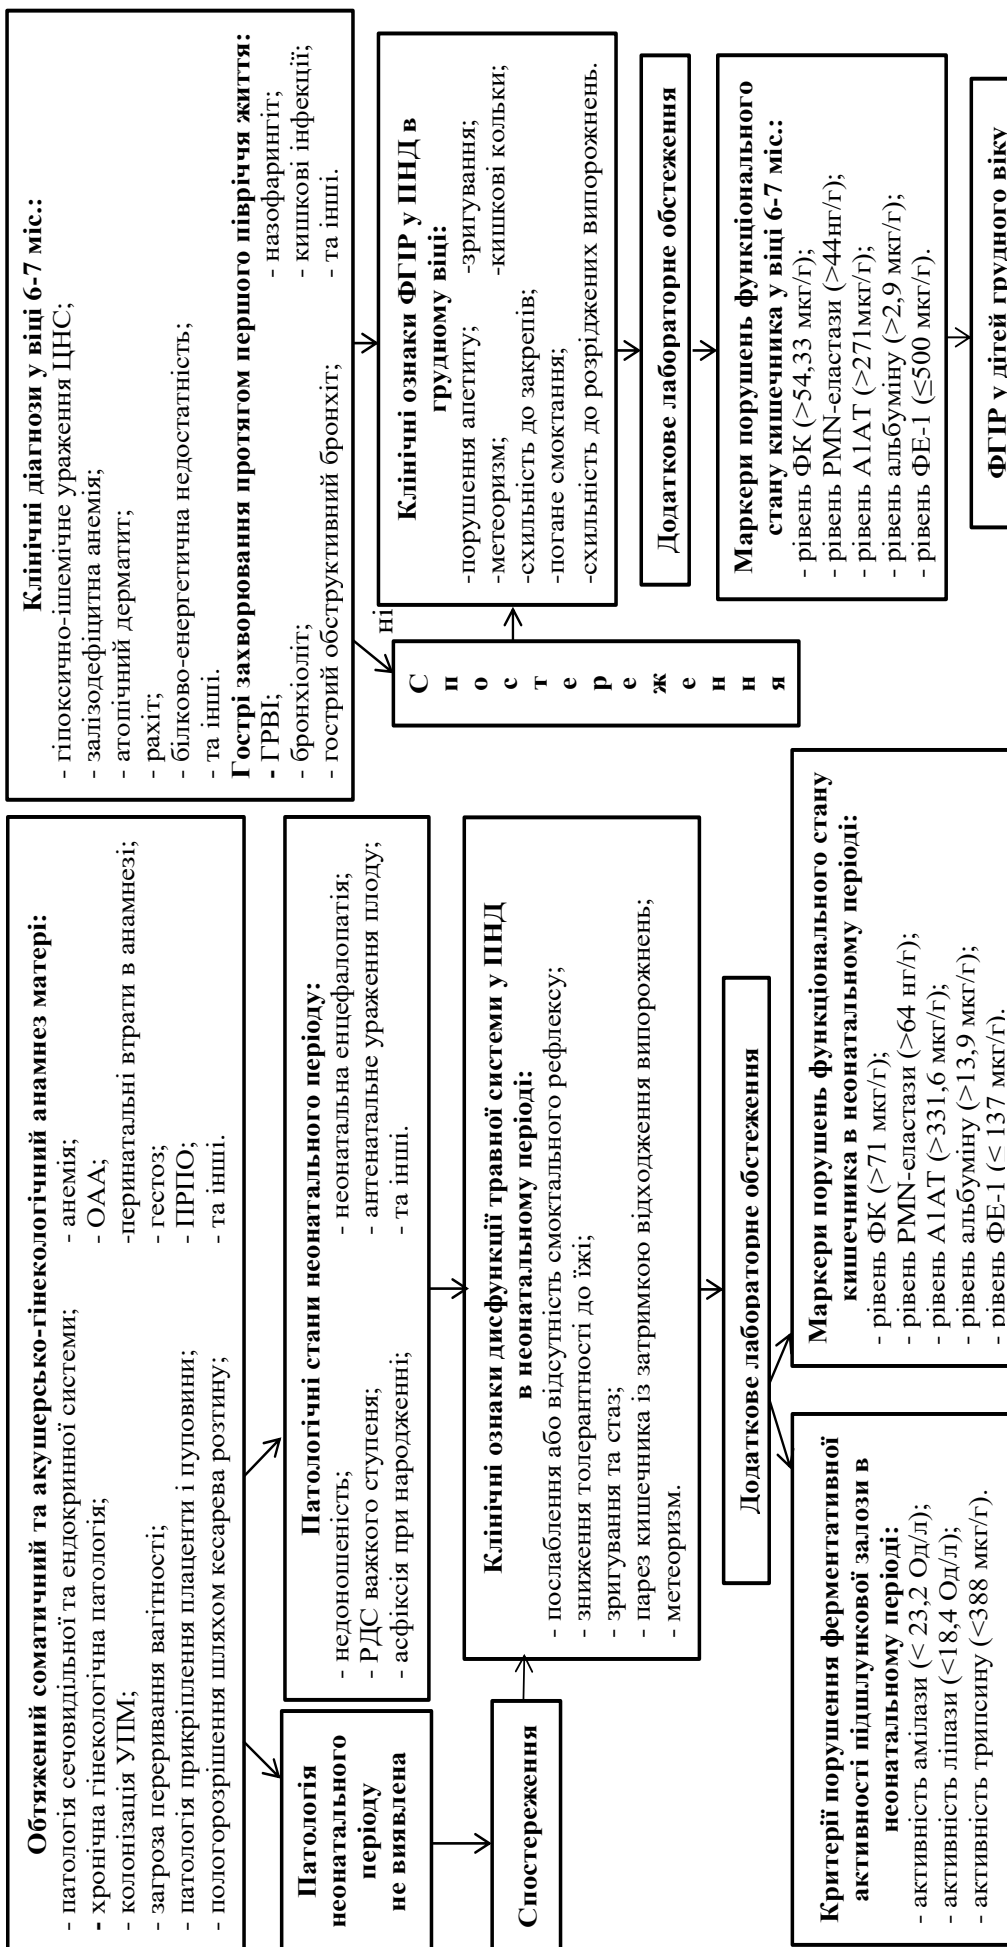 Обтяжений соматичний та акушерсько-гінекологічний анамнез матері:
- патологія сечовидільної та ендокринної системи;
- хронічна гінекологічна патологія;
- колонізація УПМ;
- загроза переривання вагітності;
- патологія прикріплення плаценти і пуповини;
- пологорозрішення шляхом кесарева розтину;
- анемія;
- ОАА;
-перинатальні втрати в анамнезі;
- гестоз;
- ПРПО;
- та інші.
Патологія
неонатального
періоду
не виявлена
Патологічні стани неонатального періоду:
- недоношеність;
- РДС важкого ступеня;
- асфіксія при народженні;
- неонатальна енцефалопатія;
- антенатальне ураження плоду;
- та інші.
Спостереження
Клінічні ознаки дисфункції травної системи у ПНД
в неонатальному періоді:
- послаблення або відсутність смоктального рефлексу;
- зниження толерантності до їжі;
- зригування та стаз;
- парез кишечника із затримкою відходження випорожнень;
- метеоризм.
Додаткове лабораторне обстеження
Критерії порушення ферментативної
активності підшлункової залози в
неонатальному періоді:
- активність амілази (< 23,2 Од/л);
- активність ліпази (<18,4 Од/л);
- активність трипсину (<388 мкг/г).
Маркери порушень функціонального стану
кишечника в неонатальному періоді:
- рівень ФК (>71 мкг/г);
- рівень PMN-еластази (>64 нг/г);
- рівень А1АТ (>331,6 мкг/г);
- рівень альбуміну (>13,9 мкг/г);
- рівень ФЕ-1 (≤ 137 мкг/г).
Клінічні діагнози у віці 6-7 міс.:
- гіпоксично-ішемічне ураження ЦНС;
- залізодефіцитна анемія;
- атопічний дерматит;
- рахіт;
- білково-енергетична недостатність;
- та інші.
Гострі захворювання протягом першого півріччя життя:
- ГРВІ;
- бронхіоліт;
- гострий обструктивний бронхіт;
- назофарингіт;
- кишкові інфекції;
- та інші.
ні
Спостереження
Клінічні ознаки ФГІР у ПНД в
грудному віці:
-порушення апетиту;
-метеоризм;
-схильність до закрепів;
-погане смоктання;
-схильність до розріджених випорожнень.
-зригування;
-кишкові кольки;
Додаткове лабораторне обстеження
Маркери порушень функціонального
стану кишечника у віці 6-7 міс.:
- рівень ФК (>54,33 мкг/г);
- рівень PMN-еластази (>44нг/г);
- рівень А1АТ (>271мкг/г);
- рівень альбуміну (>2,9 мкг/г);
- рівень ФЕ-1 (≤500 мкг/г).
ФГІР у дітей грудного віку